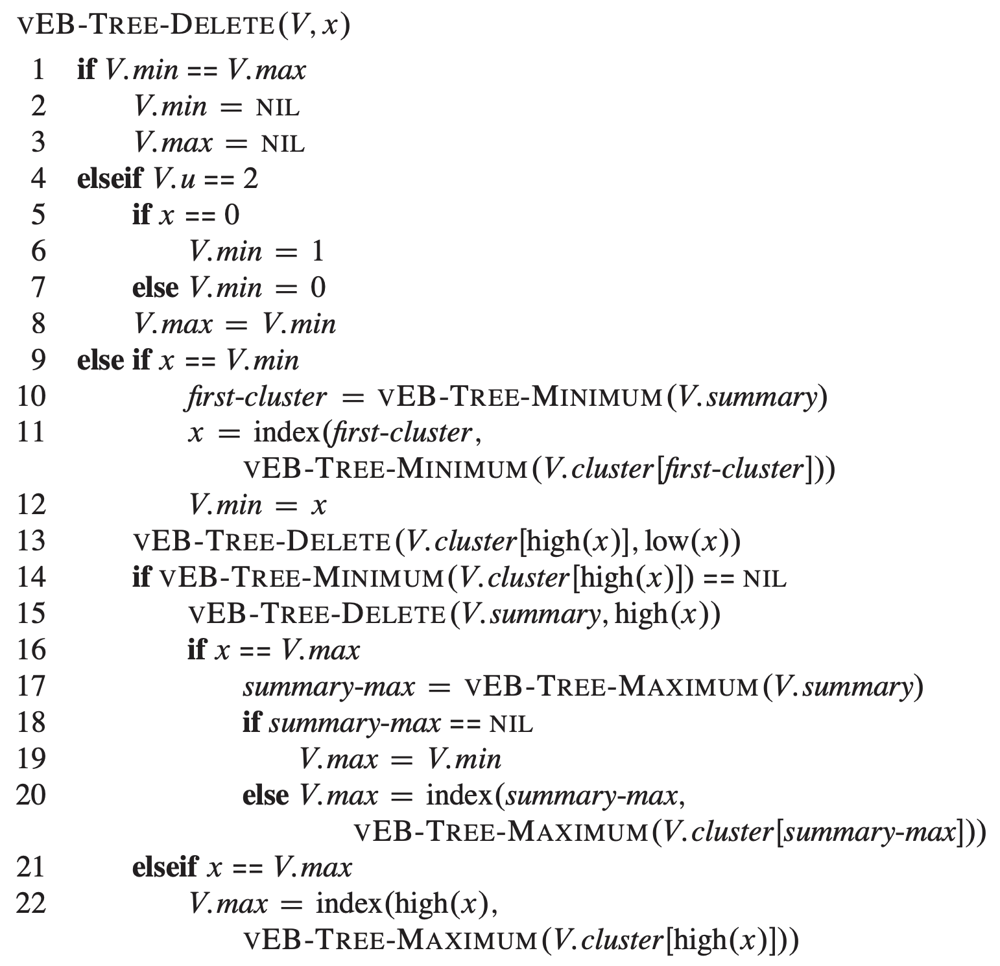 VEB-TREE-DELETE(V, x)
1 if V.min == V.max
2 V.min = NIL
3 V.max = NIL
4 elseif V.u == 2
5 if x == 0
6 V.min = 1
7 else V.min = 0
8 V.max = V.min
9 else if x == V.min
10 first-cluster = VEB-TREE-MINIMUM(V.summary)
11 x = index(first-cluster,
VEB-TREE-MINIMUM(V.cluster[first-cluster]))
12 V.min = x
13 VEB-TREE-DELETE(V.cluster[high(x)], low(x))
14 if VEB-TREE-MINIMUM(V.cluster[high(x)]) == NIL
15 VEB-TREE-DELETE(V.summary, high(x))
16 if x == V.max
17 summary-max = VEB-TREE-MAXIMUM(V.summary)
18 if summary-max == NIL
19 V.max = V.min
20 else V.max = index(summary-max,
VEB-TREE-MAXIMUM(V.cluster[summary-max]))
21 elseif x == V.max
22 V.max = index(high(x),
VEB-TREE-MAXIMUM(V.cluster[high(x)]))